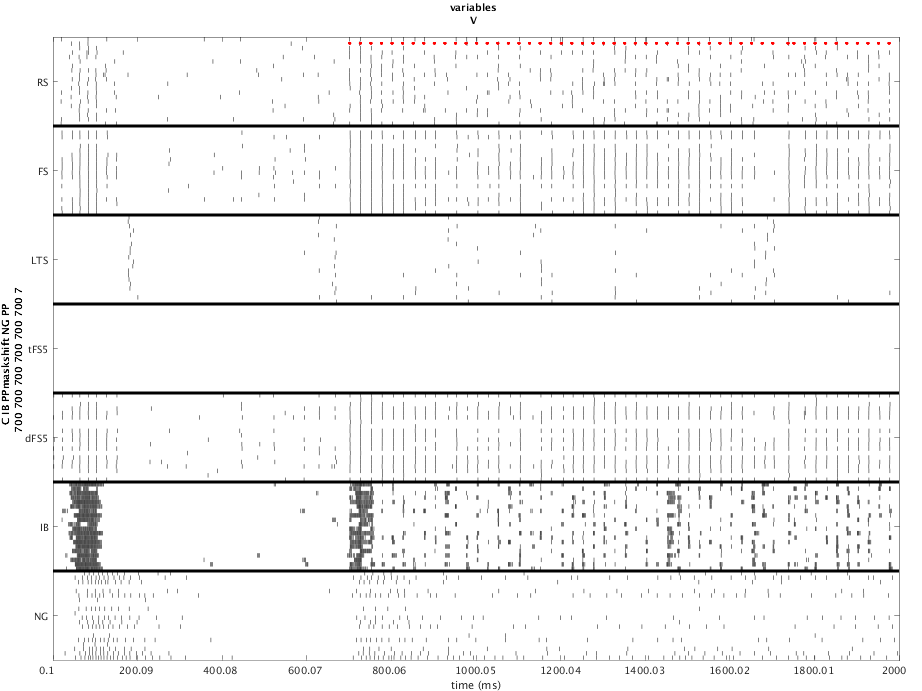 variables
V
RS
FS
LTS
tFS5
dFS5
IB
NG
C IB PPmaskshift NG PP
700 700 700 700 700 700 7
0.1 200.09 400.08 600.07 800.06 1000.05 1200.04 1400.03 1600.02 1800.01 2000
time (ms)